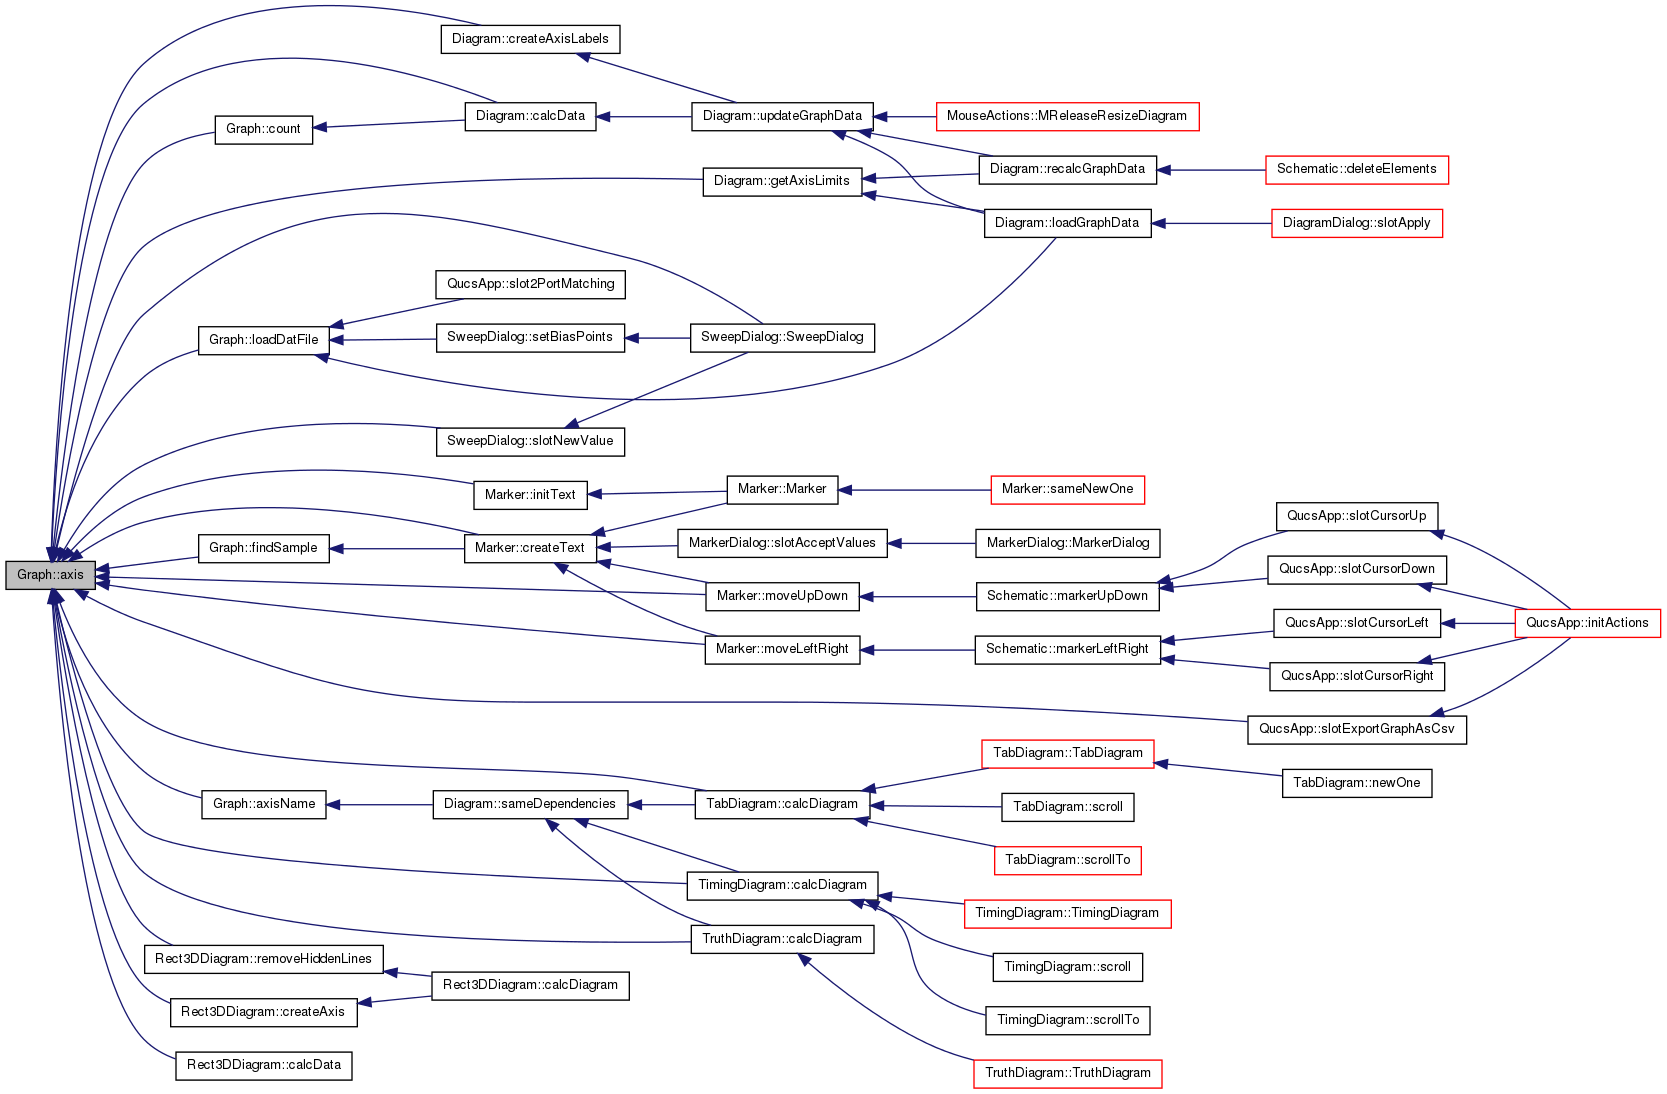 Diagram::createAxisLabels
Diagram::calcData
Diagram::updateGraphData
MouseActions::MReleaseResizeDiagram
Graph::count
Diagram::recalcGraphData
Schematic::deleteElements
Diagram::getAxisLimits
Diagram::loadGraphData
DiagramDialog::slotApply
QucsApp::slot2PortMatching
Graph::loadDatFile
SweepDialog::setBiasPoints
SweepDialog::SweepDialog
SweepDialog::slotNewValue
Marker::initText
Marker::Marker
Marker::sameNewOne
QucsApp::slotCursorUp
Graph::findSample
Marker::createText
MarkerDialog::slotAcceptValues
MarkerDialog::MarkerDialog
Graph::axis
QucsApp::slotCursorDown
Marker::moveUpDown
Schematic::markerUpDown
QucsApp::slotCursorLeft
QucsApp::initActions
Marker::moveLeftRight
Schematic::markerLeftRight
QucsApp::slotCursorRight
QucsApp::slotExportGraphAsCsv
TabDiagram::TabDiagram
TabDiagram::newOne
Graph::axisName
Diagram::sameDependencies
TabDiagram::calcDiagram
TabDiagram::scroll
TabDiagram::scrollTo
TimingDiagram::calcDiagram
TimingDiagram::TimingDiagram
TruthDiagram::calcDiagram
Rect3DDiagram::removeHiddenLines
TimingDiagram::scroll
Rect3DDiagram::calcDiagram
Rect3DDiagram::createAxis
TimingDiagram::scrollTo
Rect3DDiagram::calcData
TruthDiagram::TruthDiagram